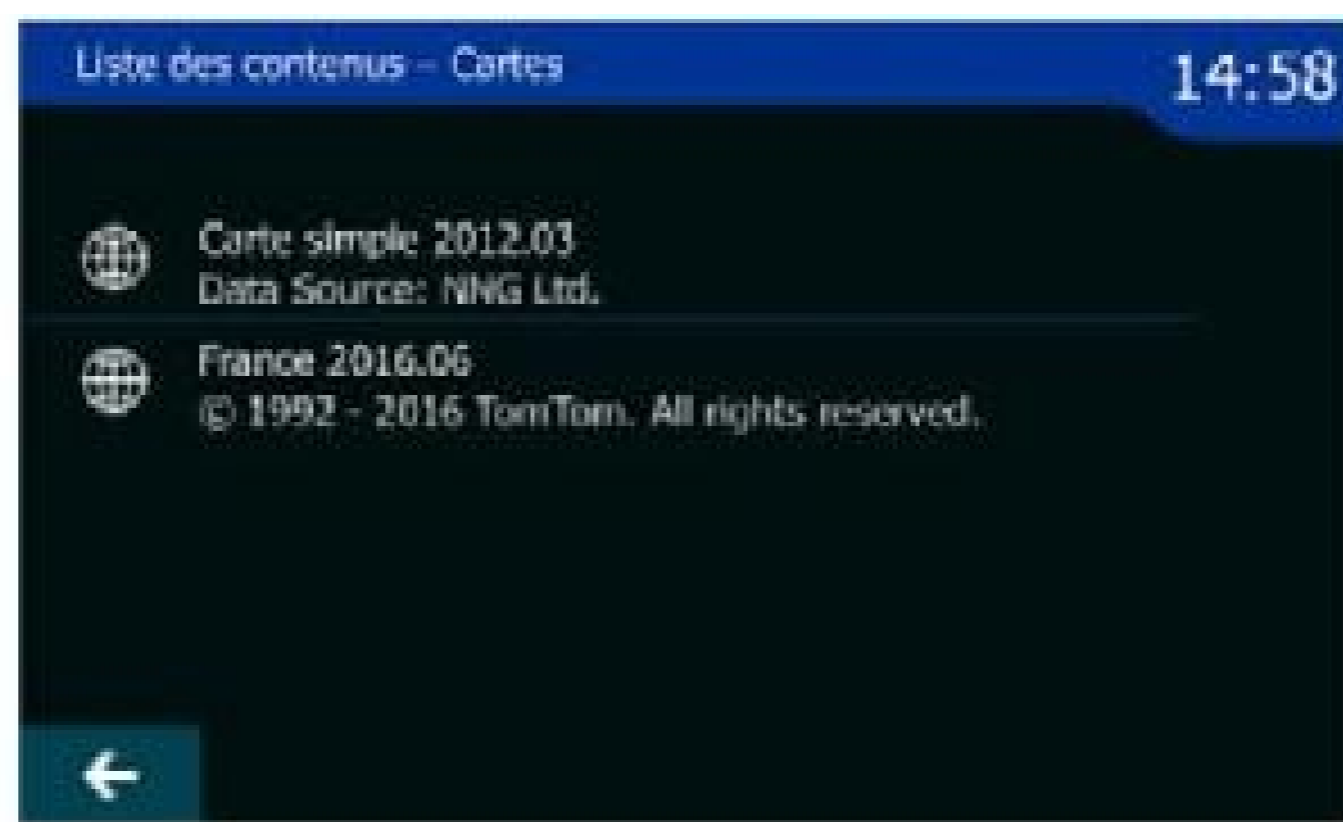 Liste des contenus – Cartes
14:58
Carte simple 2012.03
Data Source: NNG Ltd.
France 2016.06
© 1992 - 2016 TomTom. All rights reserved.